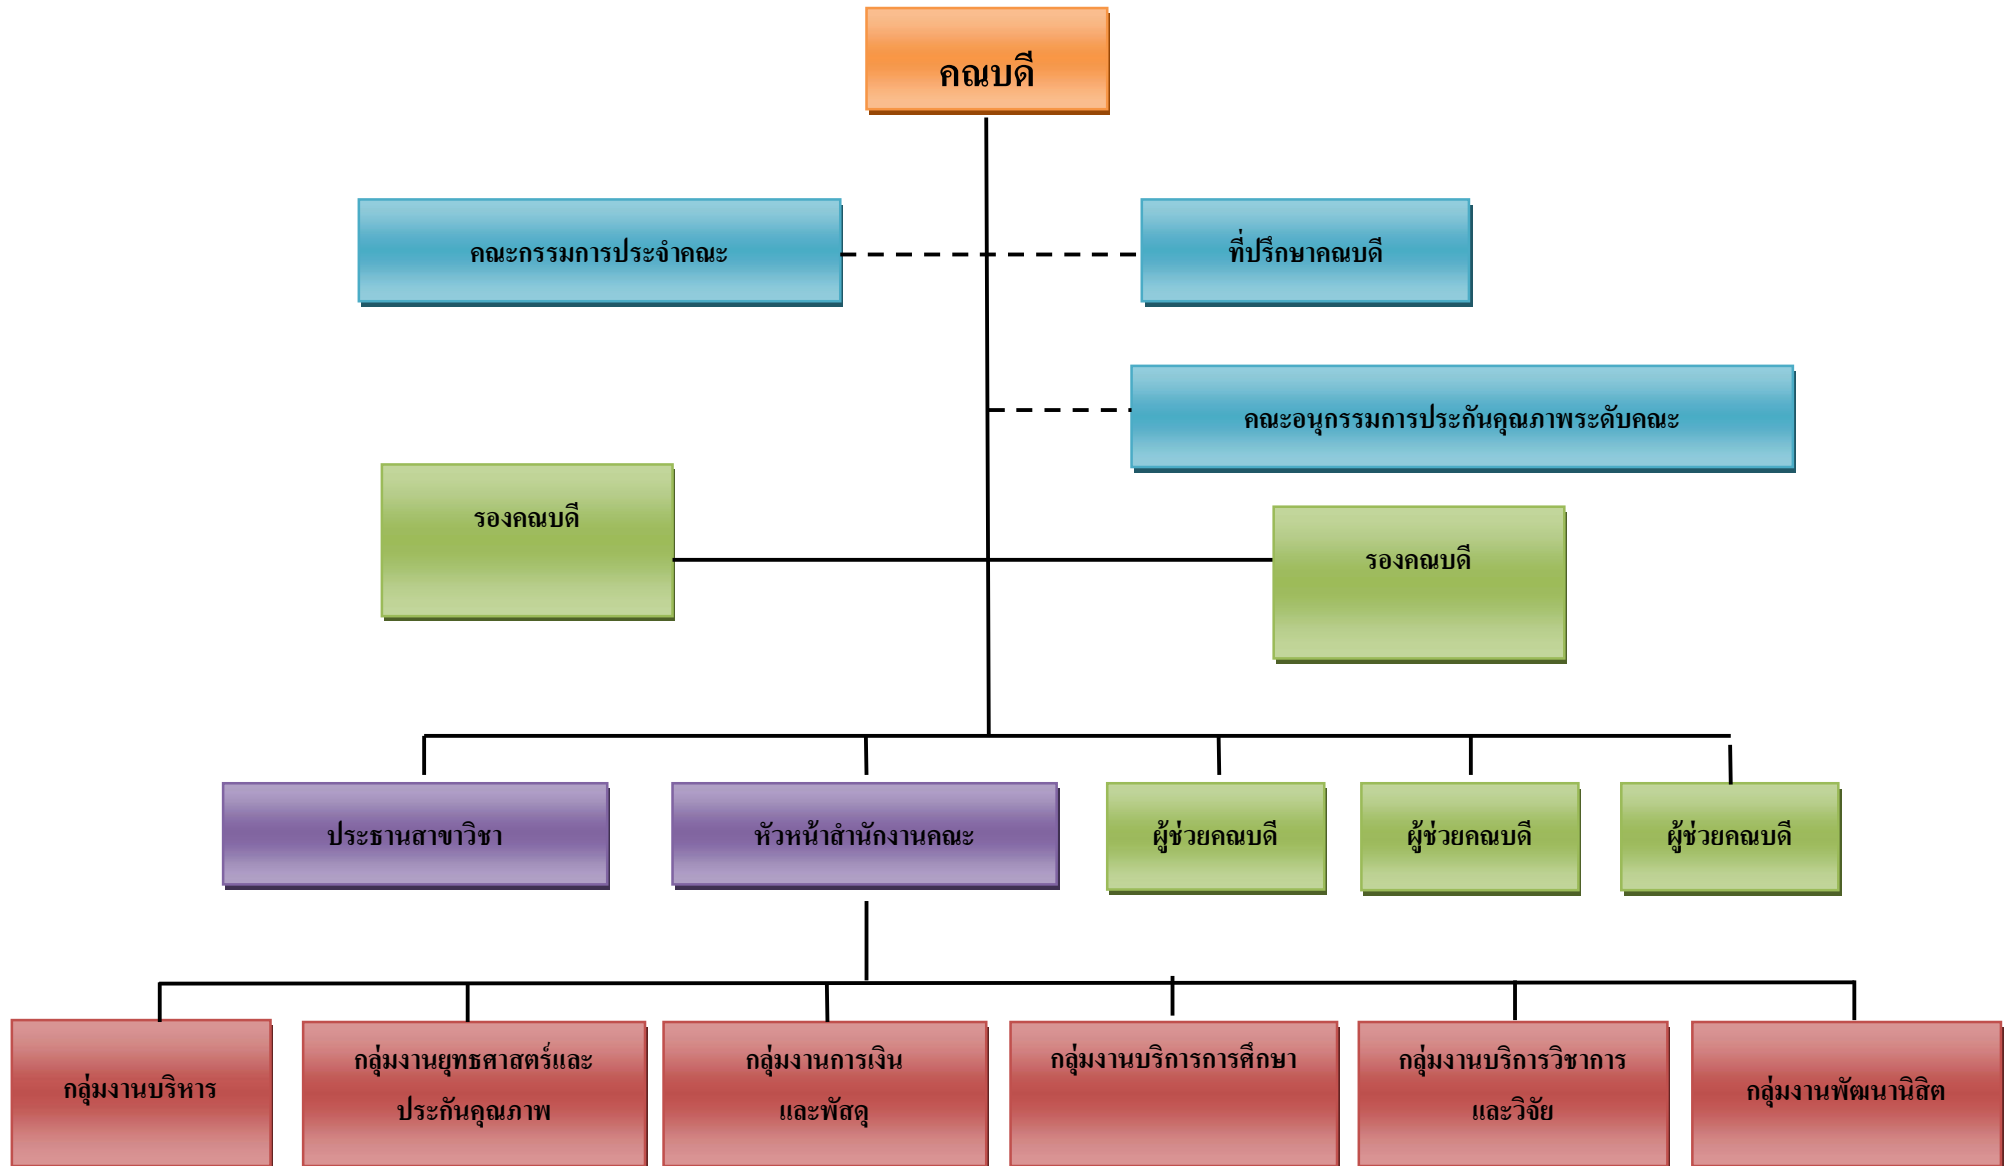 คณบดี
คณะกรรมการประจำคณะ
ที่ปรึกษาคณบดี
คณะอนุกรรมการประกันคุณภาพระดับคณะ
รองคณบดี
รองคณบดี
ประธานสาขาวิชา
หัวหน้าสำนักงานคณะ
ผู้ช่วยคณบดี
ผู้ช่วยคณบดี
ผู้ช่วยคณบดี
กลุ่มงานบริหาร
กลุ่มงานยุทธศาสตร์และ
ประกันคุณภาพ
กลุ่มงานการเงิน
และพัสดุ
กลุ่มงานบริการการศึกษา
กลุ่มงานบริการวิชาการ
และวิจัย
กลุ่มงานพัฒนานิสิต